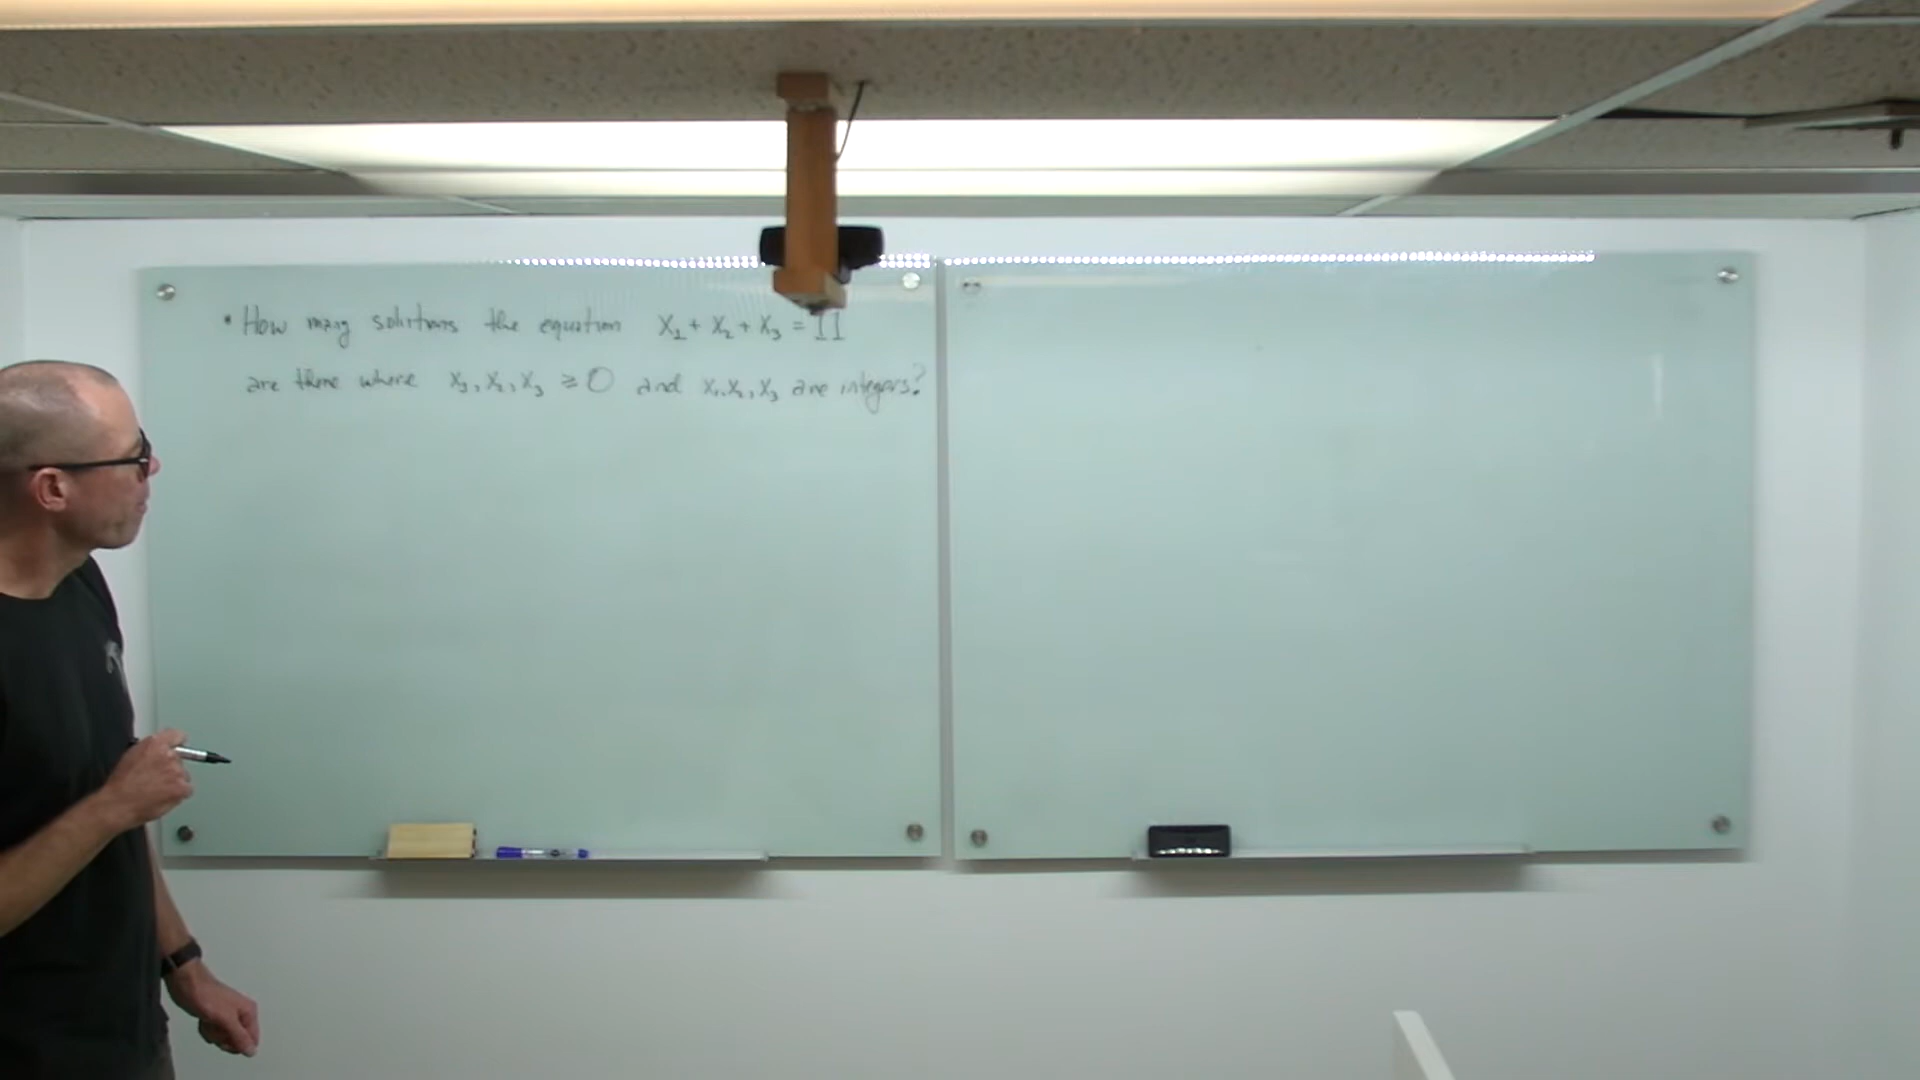 • How many solutions the equation X₁ + X₂ + X₃ = 11
are there where X₁, X₂, X₃ ≥ 0 and X₁, X₂, X₃ are integers?